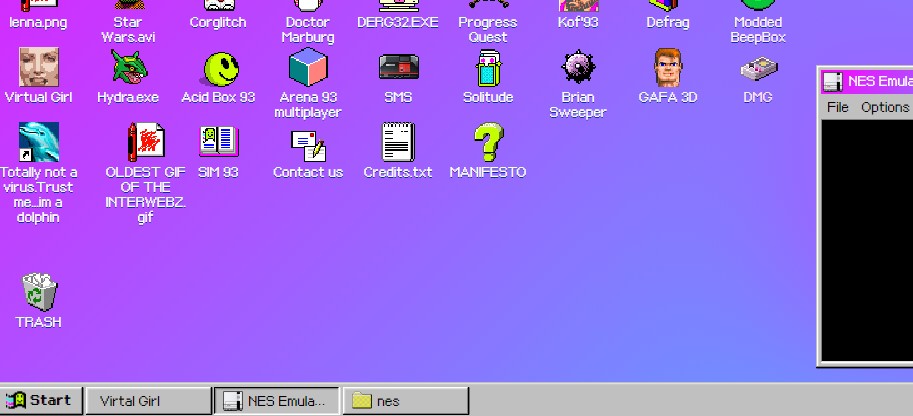 lenna.png
Star
Wars.avi
Corglitch
Doctor
Marburg
DERG32.EXE
Progress
Quest
Kof'93
Defrag
Modded
BeepBox
Virtual Girl
Hydra.exe
Acid Box 93
Arena 93
multiplayer
SMS
Solitude
Brian
Sweeper
GAFA 3D
DMG
NES Emula
File Options
Totally not a
virus.Trust
me...im a
dolphin
OLDEST GIF
OF THE
INTERWEBZ.
gif
SIM 93
Contact us
Credits.txt
MANIFESTO
TRASH
Start
Virtal Girl
NES Emula...
nes